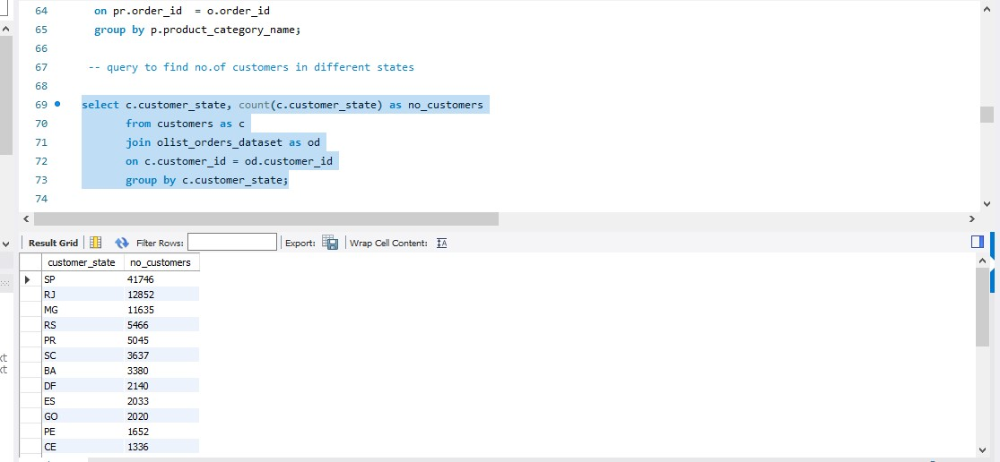 64 on pr.order_id = o.order_id
65 group by p.product_category_name;
66
67 -- query to find no.of customers in different states
68
69 select c.customer_state, count(c.customer_state) as no_customers
70 from customers as c
71 join olist_orders_dataset as od
72 on c.customer_id = od.customer_id
73 group by c.customer_state;
74
Result Grid Filter Rows: Export: Wrap Cell Content: IA
customer_state no_customers
SP 41746
RJ 12852
MG 11635
RS 5466
PR 5045
SC 3637
BA 3380
DF 2140
ES 2033
GO 2020
PE 1652
CE 1336